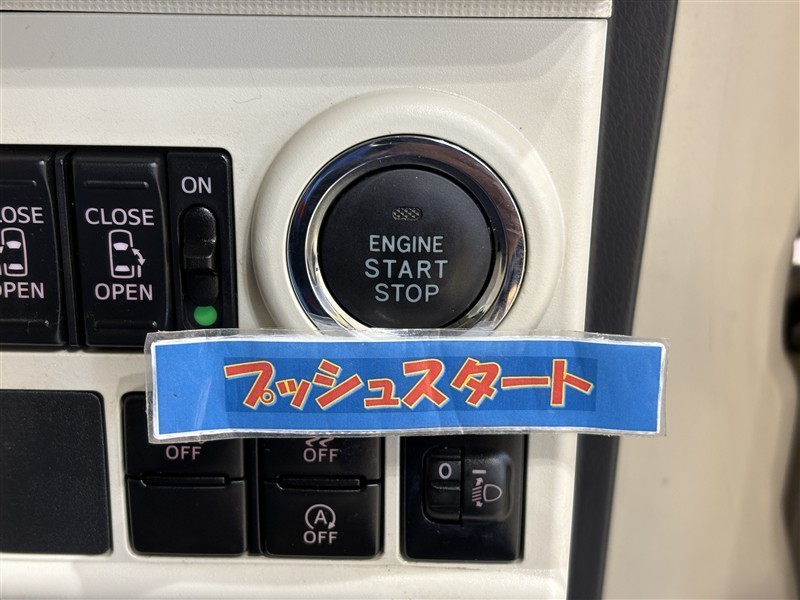 CLOSE
OPEN
CLOSE
OPEN
ON
ENGINE
START
STOP
プッシュスタート
OFF
OFF
A
OFF
0